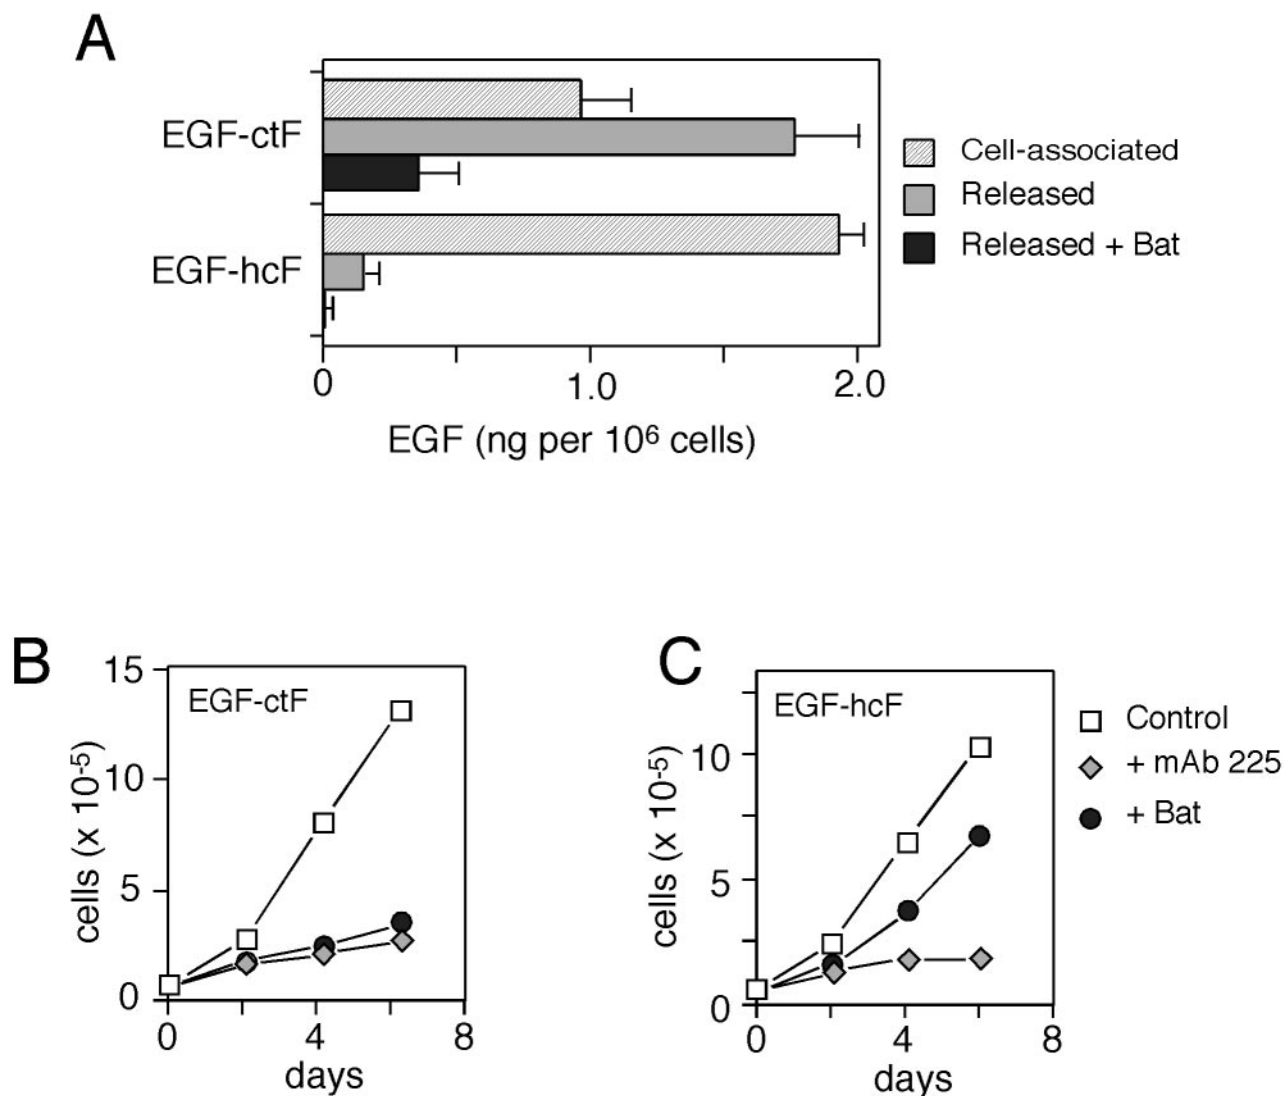 A
EGF-ctF
EGF-hcF
Cell-associated
Released
Released + Bat
0 1.0 2.0
EGF (ng per 10⁶ cells)
B
15
10
5
0
cells (x 10⁻⁵)
EGF-ctF
0 4 8
days
C
10
5
0
cells (x 10⁻⁵)
EGF-hcF
0 4 8
days
Control
+ mAb 225
+ Bat